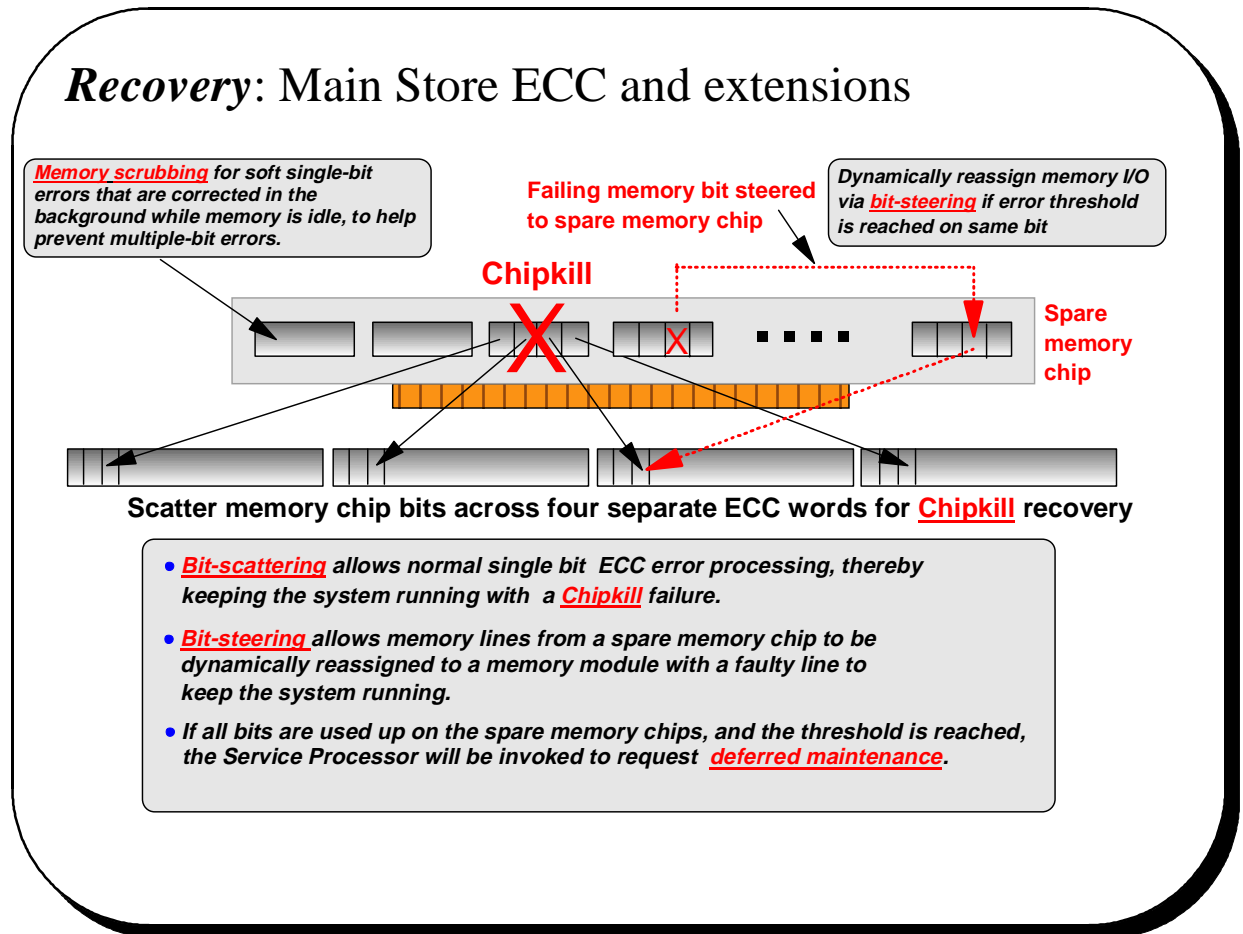 Recovery: Main Store ECC and extensions
Memory scrubbing for soft single-bit
errors that are corrected in the
background while memory is idle, to help
prevent multiple-bit errors.
Failing memory bit steered
to spare memory chip
Dynamically reassign memory I/O
via bit-steering if error threshold
is reached on same bit
Chipkill
X
X
Spare
memory
chip
Scatter memory chip bits across four separate ECC words for Chipkill recovery
• Bit-scattering allows normal single bit ECC error processing, thereby
keeping the system running with a Chipkill failure.
• Bit-steering allows memory lines from a spare memory chip to be
dynamically reassigned to a memory module with a faulty line to
keep the system running.
• If all bits are used up on the spare memory chips, and the threshold is reached,
the Service Processor will be invoked to request deferred maintenance.